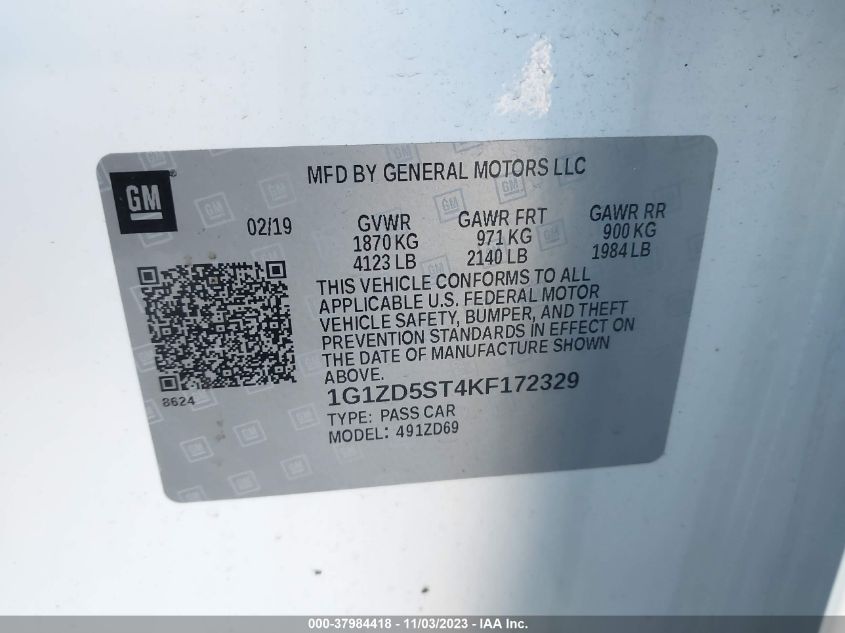 MFD BY GENERAL MOTORS LLC
GM
02/19
GVWR
1870 KG
4123 LB
GAWR FRT
971 KG
2140 LB
GAWR RR
900 KG
1984 LB
THIS VEHICLE CONFORMS TO ALL
APPLICABLE U.S. FEDERAL MOTOR
VEHICLE SAFETY, BUMPER, AND THEFT
PREVENTION STANDARDS IN EFFECT ON
THE DATE OF MANUFACTURE SHOWN
ABOVE.
8624
1G1ZD5ST4KF172329
TYPE: PASS CAR
MODEL: 491ZD69
000-37984418 - 11/03/2023 - IAA Inc.